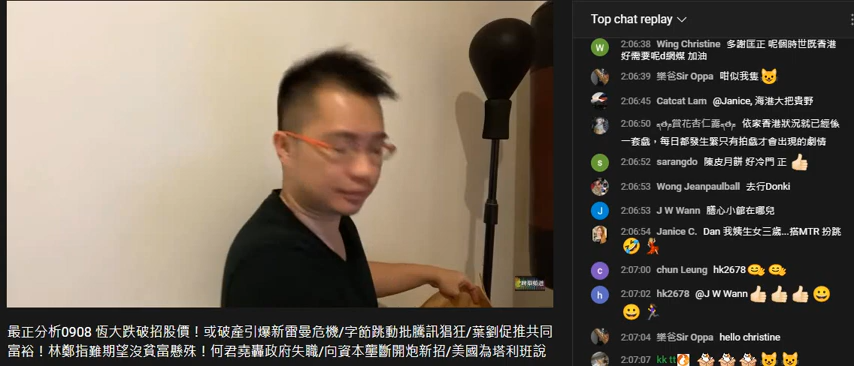 Top chat replay
W
2:06:38 Wing Christine 多謝匡正 呢個時世既香港
好需要呢d網媒 加油
2:06:39 樂爸Sir Oppa 咁似我隻
2:06:45 Catcat Lam @Janice, 海港大把貴野
2:06:50 賞花杏仁露 依家香港狀況就已經係
一套戲，每日都發生緊只有拍戲才會出現的劇情
s
2:06:52 sarangdo 陳皮月餅 好冷門 正
2:06:53 Wong Jeanpaulball 去行Donki
J
2:06:53 J W Wann 膳心小館在哪兒
2:06:54 Janice C. Dan 我姨生女三歲...搭MTR 扮跳
c
2:07:00 chun Leung hk2678
h
2:07:02 hk2678 @J W Wann
2:07:04 樂爸Sir Oppa hello christine
2:07:07 kk tt
最正分析0908 恆大跌破招股價！或破產引爆新雷曼危機/字節跳動批騰訊猖狂/葉劉促推共同
富裕！林鄭指難期望沒貧富懸殊！何君堯轟政府失職/向資本壟斷開炮新招/美國為塔利班說